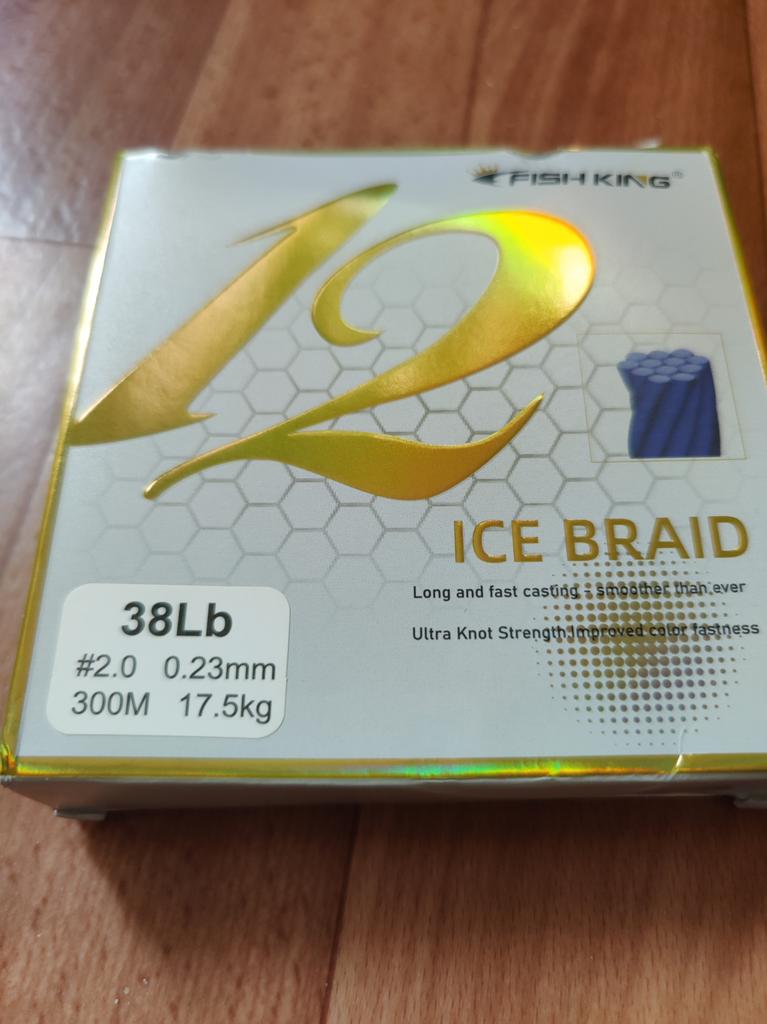 FISH KING®
12
ICE BRAID
Long and fast casting - smoother than ever
Ultra Knot Strength,Improved color fastness
38Lb
#2.0 0.23mm
300M 17.5kg